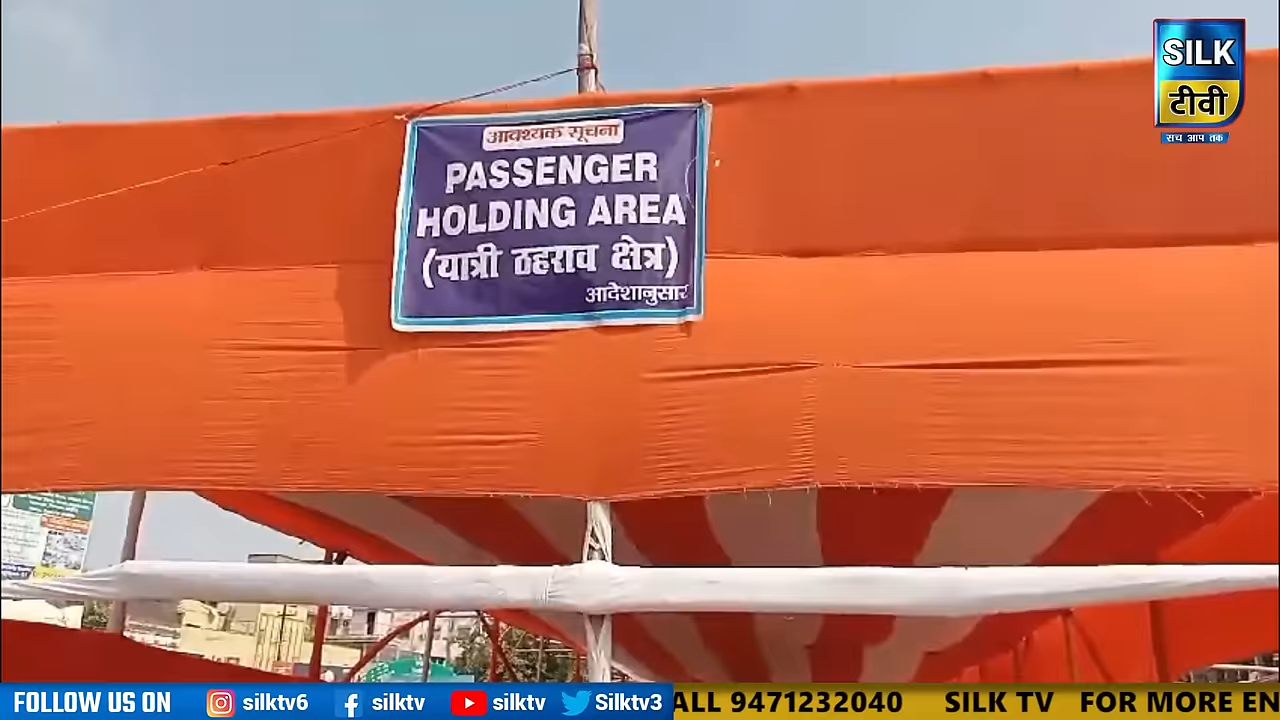 SILK
टीवी
सच आप तक
आवश्यक सूचना
PASSENGER
HOLDING AREA
(यात्री ठहराव क्षेत्र)
आदेशानुसार
FOLLOW US ON silktv6 silktv silktv Silktv3 ALL 9471232040 SILK TV FOR MORE EN